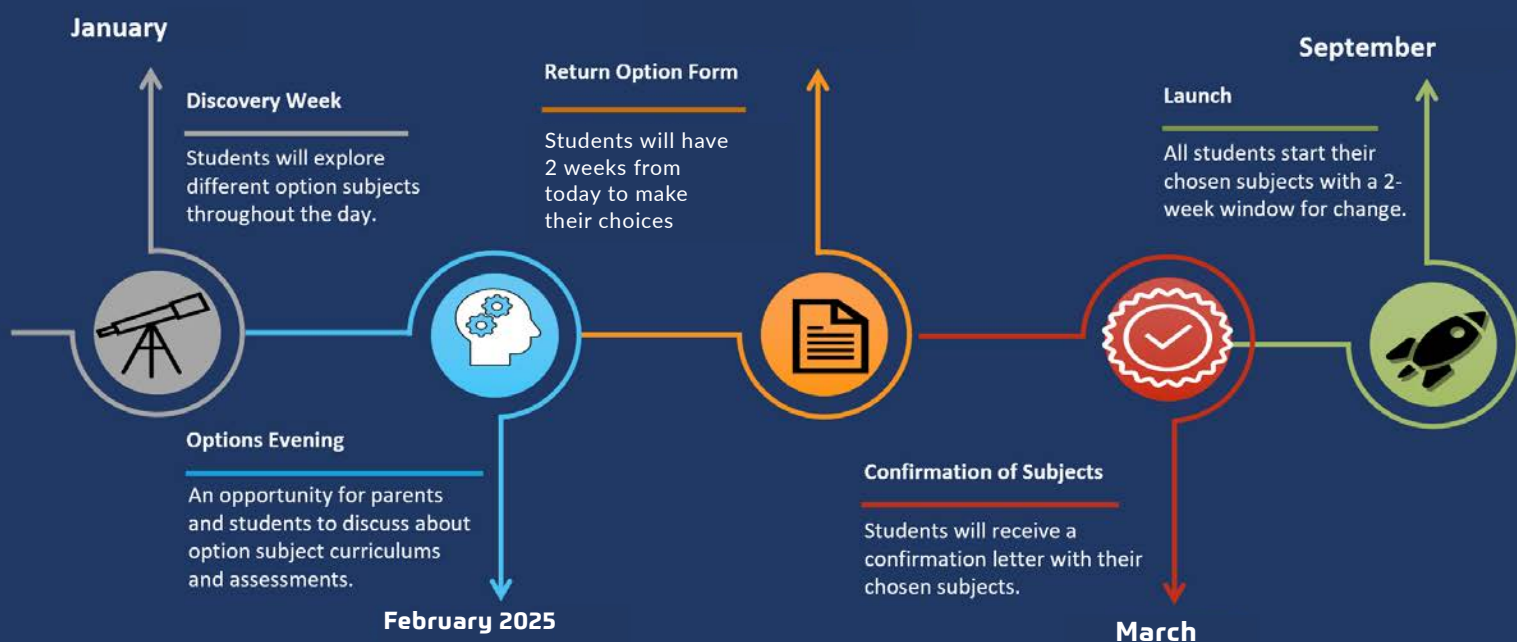 January
Discovery Week
Students will explore
different option subjects
throughout the day.
Options Evening
An opportunity for parents
and students to discuss about
option subject curriculums
and assessments.
February 2025
Return Option Form
Students will have
2 weeks from
today to make
their choices
Confirmation of Subjects
Students will receive a
confirmation letter with their
chosen subjects.
March
September
Launch
All students start their
chosen subjects with a 2-
week window for change.